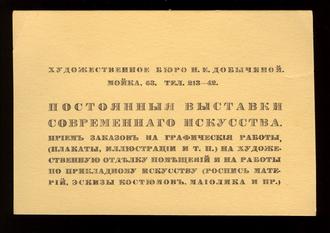 ХУДОЖЕСТВЕННОЕ БЮРО Н. Е. ДОБЫЧИНОЙ.
МОЙКА, 63. ТЕЛ. 213—42.
ПОСТОЯННЫЯ ВЫСТАВКИ
СОВРЕМЕННАГО ИСКУССТВА.
ПРІЕМЪ ЗАКАЗОВЪ НА ГРАФИЧЕСКІЯ РАБОТЫ,
(ПЛАКАТЫ, ИЛЛЮСТРАЦІИ И Т. П.) НА ХУДОЖЕ-
СТВЕННУЮ ОТДѢЛКУ ПОМѢЩЕНІЙ И НА РАБОТЫ
ПО ПРИКЛАДНОМУ ИСКУССТВУ (РОСПИСЬ МАТЕ-
РІЙ, ЭСКИЗЫ КОСТЮМОВЪ, МАІОЛИКА И ПР.)